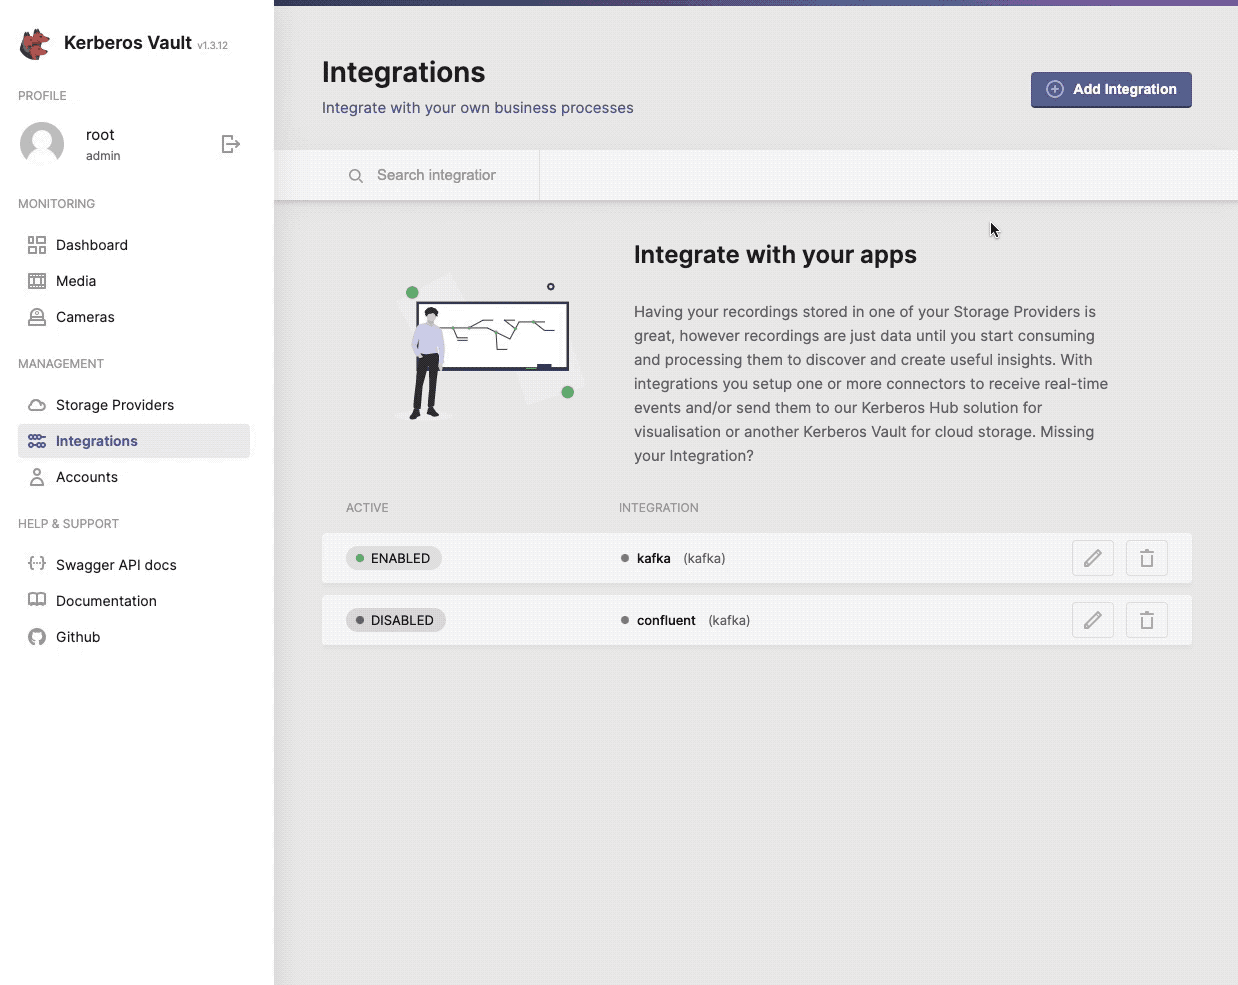 Kerberos Vault v1.3.12
PROFILE
root
admin
MONITORING
Dashboard
Media
Cameras
MANAGEMENT
Storage Providers
Integrations
Accounts
HELP & SUPPORT
Swagger API docs
Documentation
Github
Integrations
Integrate with your own business processes
Add Integration
Search integration
Integrate with your apps
Having your recordings stored in one of your Storage Providers is
great, however recordings are just data until you start consuming
and processing them to discover and create useful insights. With
integrations you setup one or more connectors to receive real-time
events and/or send them to our Kerberos Hub solution for
visualisation or another Kerberos Vault for cloud storage. Missing
your Integration?
ACTIVE INTEGRATION
ENABLED kafka (kafka)
DISABLED confluent (kafka)